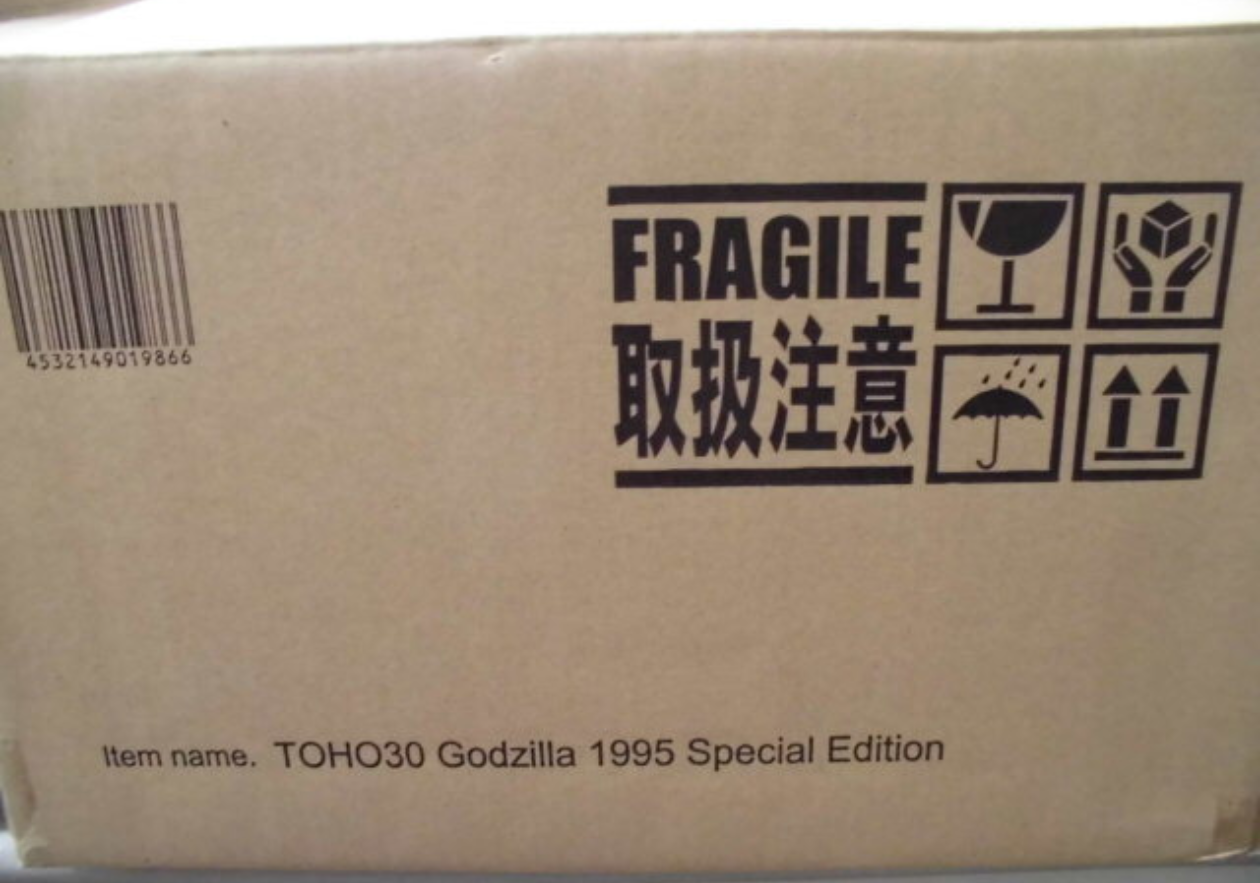 4532149019866
FRAGILE
取扱注意
Item name. TOHO30 Godzilla 1995 Special Edition